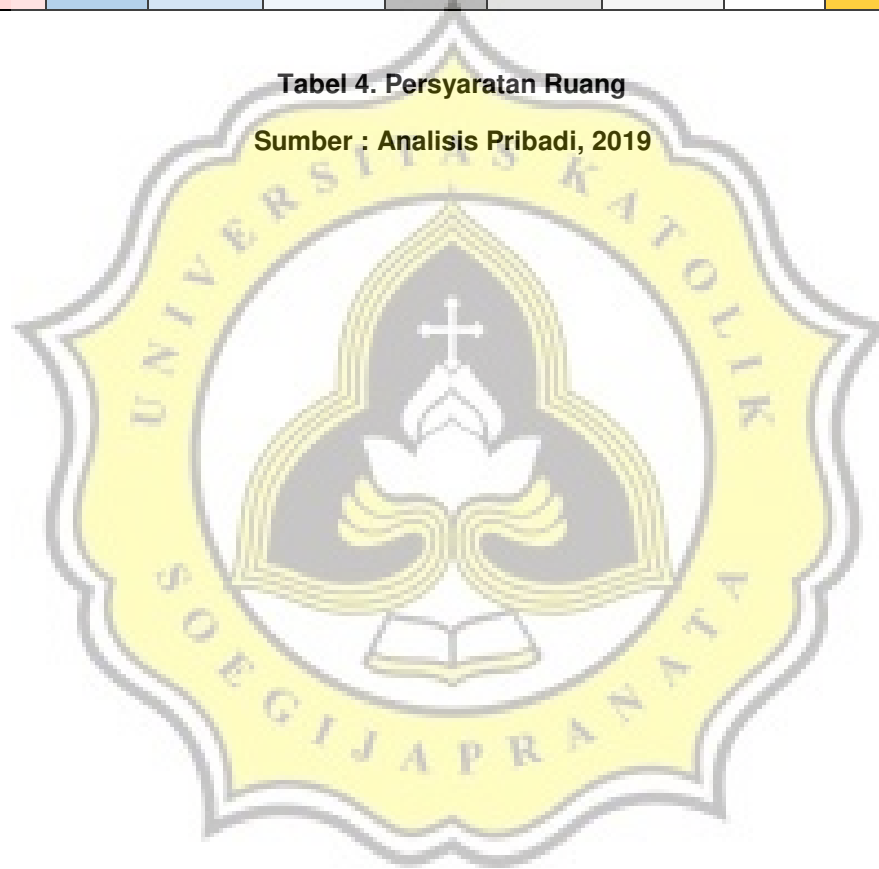 Tabel 4. Persyaratan Ruang
Sumber : Analisis Pribadi, 2019
UNIVERSITAS KATOLIK
SOEGIJAPRANATA